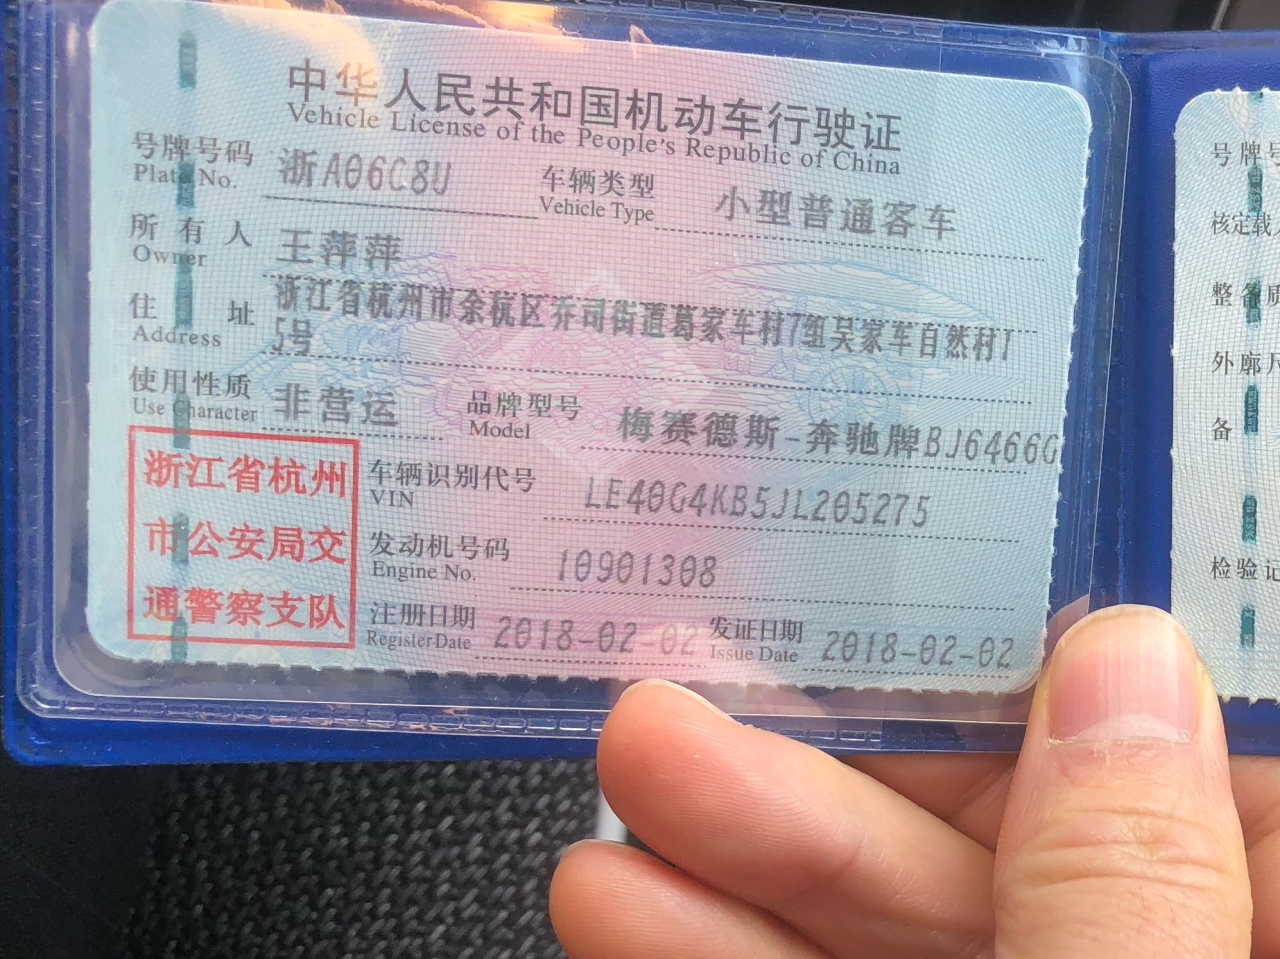 中华人民共和国机动车行驶证
Vehicle License of the People's Republic of China
号牌号码 浙A06C8U 车辆类型 小型普通客车
Plate No. Vehicle Type
所有人 王萍萍
Owner
住址 浙江省杭州市余杭区乔司街道葛家车村7组吴家车自然村1
Address 5号
使用性质 非营运 品牌型号 梅赛德斯-奔驰牌BJ6466G
Use Character Model
浙江省杭州
市公安局交
通警察支队
车辆识别代号 LE40G4KB5JL205275
VIN
发动机号码 10901308
Engine No.
注册日期 2018-02-02 发证日期 2018-02-02
Register Date Issue Date
号牌号
核定载人
整备质
外廓尺
备
检验记